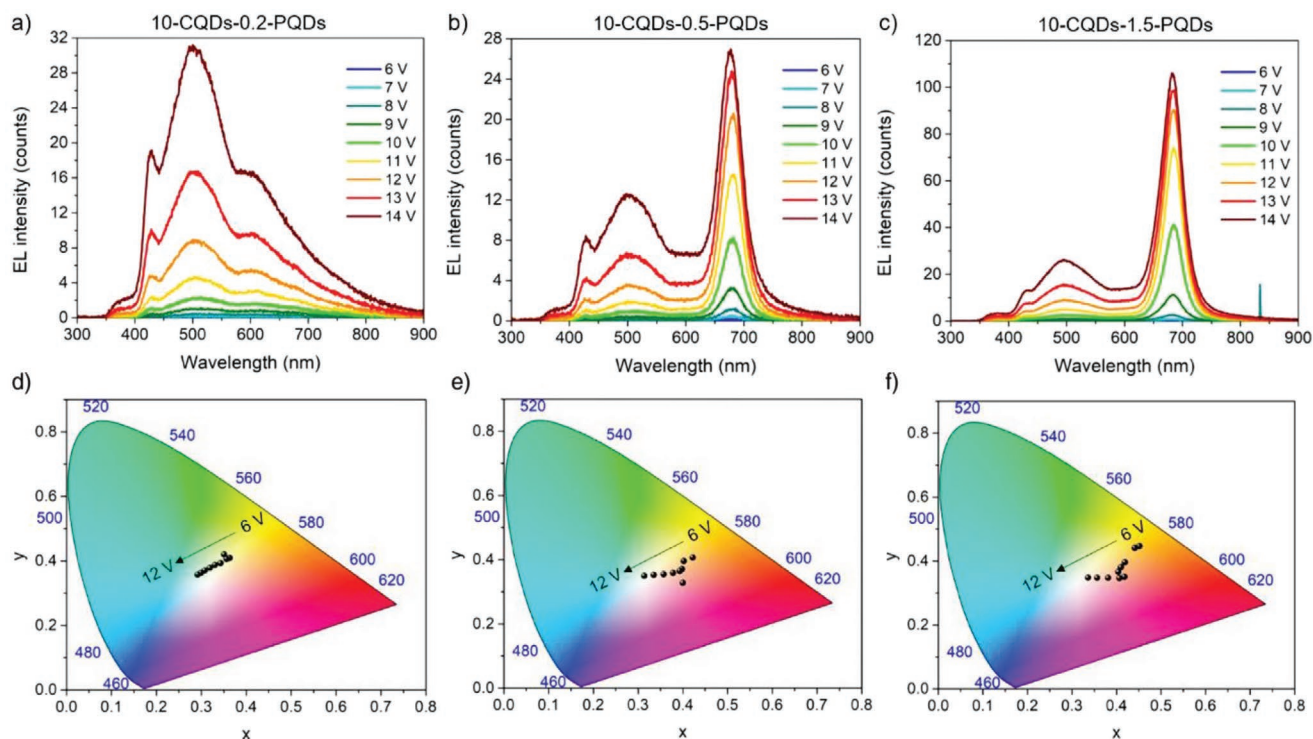 a) 10-CQDs-0.2-PQDs
EL intensity (counts)
32
28
24
20
16
12
8
4
0
6 V
7 V
8 V
9 V
10 V
11 V
12 V
13 V
14 V
300 400 500 600 700 800 900
Wavelength (nm)
b) 10-CQDs-0.5-PQDs
EL intensity (counts)
28
24
20
16
12
8
4
0
6 V
7 V
8 V
9 V
10 V
11 V
12 V
13 V
14 V
300 400 500 600 700 800 900
Wavelength (nm)
c) 10-CQDs-1.5-PQDs
EL intensity (counts)
120
100
80
60
40
20
0
6 V
7 V
8 V
9 V
10 V
11 V
12 V
13 V
14 V
300 400 500 600 700 800 900
Wavelength (nm)
d)
y
0.8
0.6
0.4
0.2
0.0
520
540
560
580
600
620
500
480
460
6 V
12 V
0.0 0.1 0.2 0.3 0.4 0.5 0.6 0.7 0.8
x
e)
y
0.8
0.6
0.4
0.2
0.0
520
540
560
580
600
620
500
480
460
6 V
12 V
0.0 0.1 0.2 0.3 0.4 0.5 0.6 0.7 0.8
x
f)
y
0.8
0.6
0.4
0.2
0.0
520
540
560
580
600
620
500
480
460
6 V
12 V
0.0 0.1 0.2 0.3 0.4 0.5 0.6 0.7 0.8
x